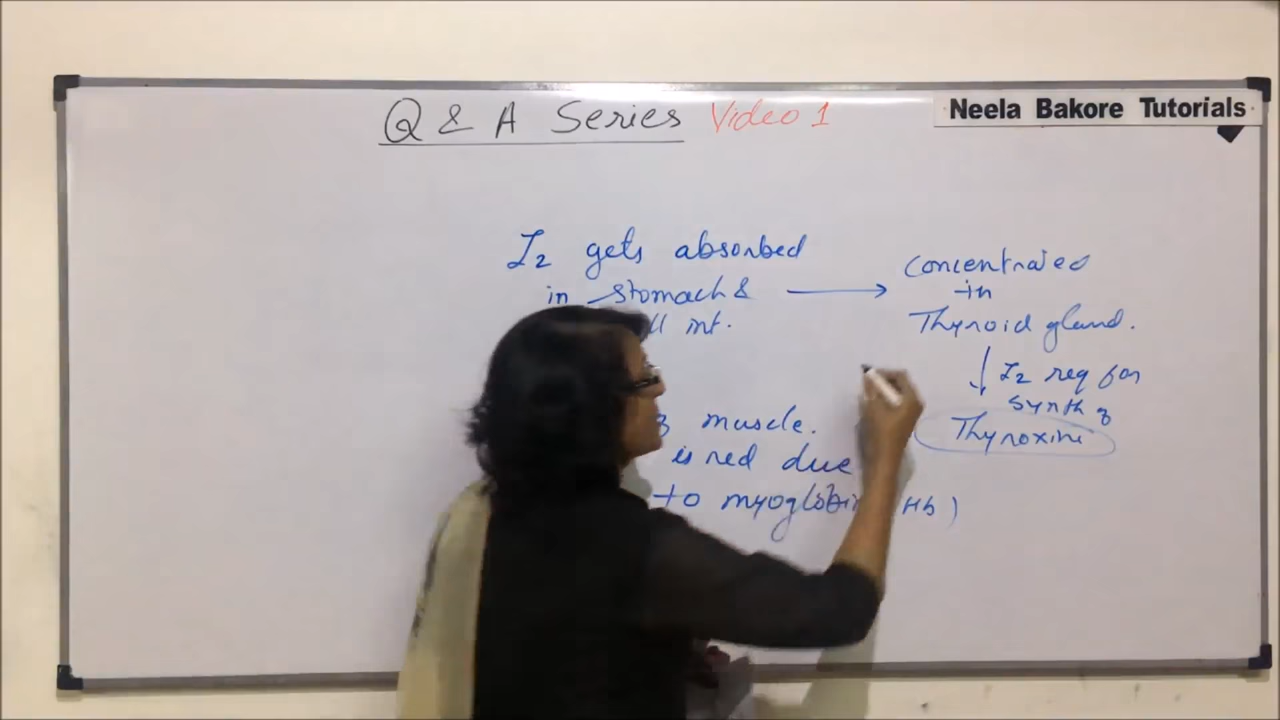 Q & A Series Video 1
Neela Bakore Tutorials
I₂ gets absorbed
in stomach &
ll int.
concentrated
in
Thyroid gland.
I₂ req for
synth of
Thyroxine
muscle.
is red due
to myoglobin (Hb)